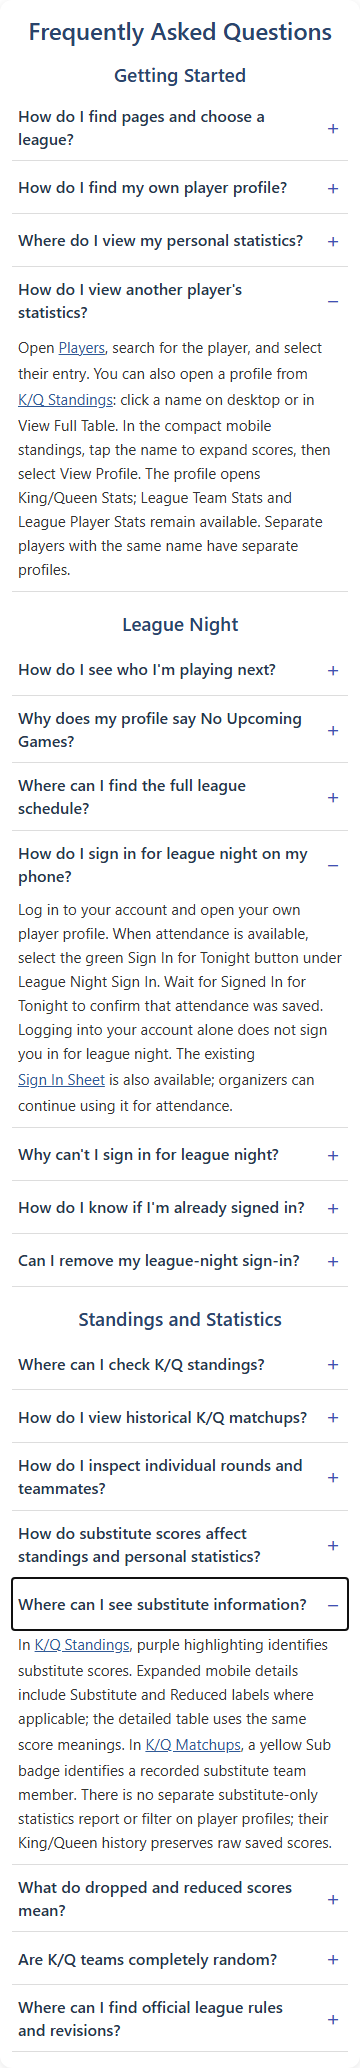 Frequently Asked Questions
Getting Started
How do I find pages and choose a
league?
+
How do I find my own player profile?
+
Where do I view my personal statistics?
+
How do I view another player's
statistics?
−
Open Players, search for the player, and select
their entry. You can also open a profile from
K/Q Standings: click a name on desktop or in
View Full Table. In the compact mobile
standings, tap the name to expand scores, then
select View Profile. The profile opens
King/Queen Stats; League Team Stats and
League Player Stats remain available. Separate
players with the same name have separate
profiles.
League Night
How do I see who I'm playing next?
+
Why does my profile say No Upcoming
Games?
+
Where can I find the full league
schedule?
+
How do I sign in for league night on my
phone?
−
Log in to your account and open your own
player profile. When attendance is available,
select the green Sign In for Tonight button under
League Night Sign In. Wait for Signed In for
Tonight to confirm that attendance was saved.
Logging into your account alone does not sign
you in for league night. The existing
Sign In Sheet is also available; organizers can
continue using it for attendance.
Why can't I sign in for league night?
+
How do I know if I'm already signed in?
+
Can I remove my league-night sign-in?
+
Standings and Statistics
Where can I check K/Q standings?
+
How do I view historical K/Q matchups?
+
How do I inspect individual rounds and
teammates?
+
How do substitute scores affect
standings and personal statistics?
+
Where can I see substitute information?
−
In K/Q Standings, purple highlighting identifies
substitute scores. Expanded mobile details
include Substitute and Reduced labels where
applicable; the detailed table uses the same
score meanings. In K/Q Matchups, a yellow Sub
badge identifies a recorded substitute team
member. There is no separate substitute-only
statistics report or filter on player profiles; their
King/Queen history preserves raw saved scores.
What do dropped and reduced scores
mean?
+
Are K/Q teams completely random?
+
Where can I find official league rules
and revisions?
+